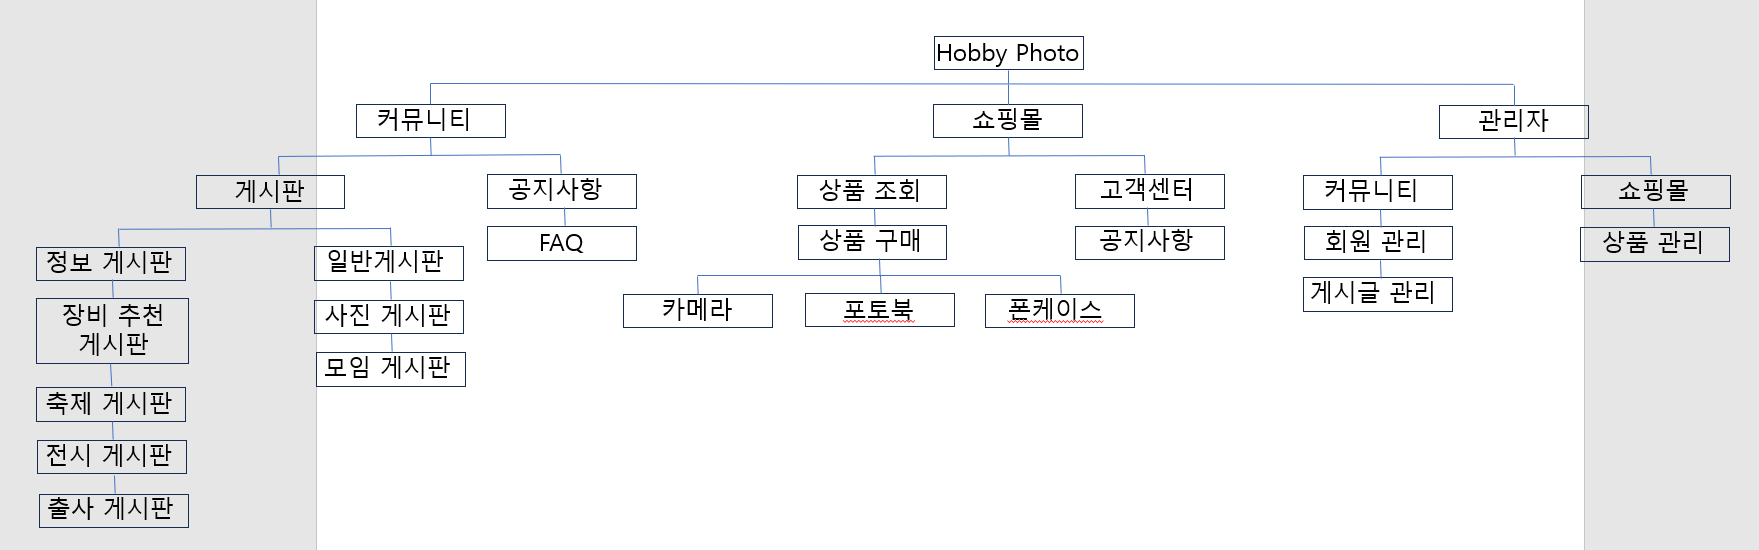 Hobby Photo
커뮤니티
쇼핑몰
관리자
게시판
공지사항
상품 조회
고객센터
커뮤니티
쇼핑몰
FAQ
상품 구매
공지사항
회원 관리
상품 관리
정보 게시판
일반게시판
게시글 관리
장비 추천
게시판
사진 게시판
카메라
포토북
폰케이스
모임 게시판
축제 게시판
전시 게시판
출사 게시판